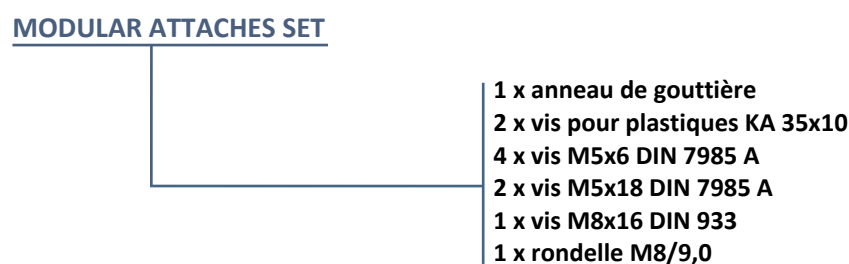 MODULAR ATTACHES SET
1 x anneau de gouttière
2 x vis pour plastiques KA 35x10
4 x vis M5x6 DIN 7985 A
2 x vis M5x18 DIN 7985 A
1 x vis M8x16 DIN 933
1 x rondelle M8/9,0